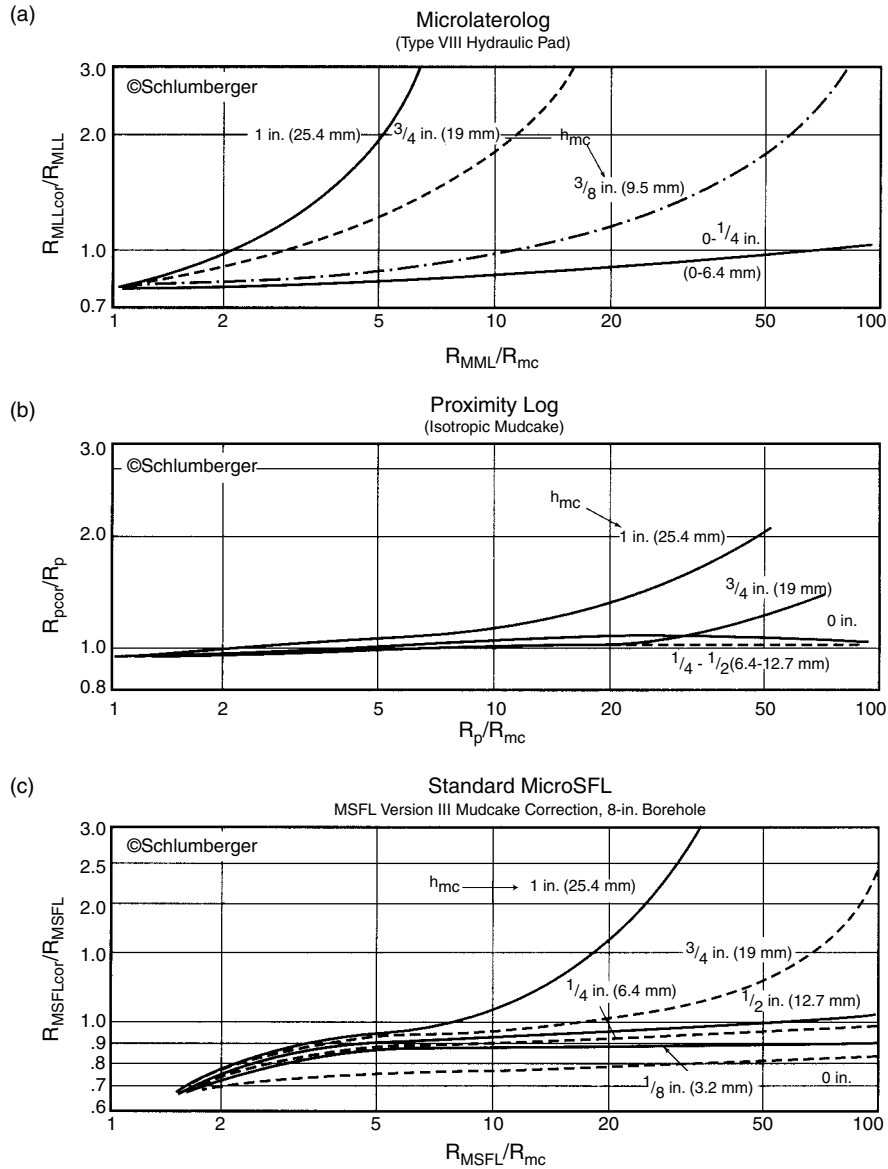 (a)
Microlaterolog
(Type VIII Hydraulic Pad)
3.0
©Schlumberger
1 in. (25.4 mm)
3/4 in. (19 mm)
hmc
2.0
3/8 in. (9.5 mm)
RMLLcor/RMLL
0-1/4 in.
1.0
(0-6.4 mm)
0.7
1 2 5 10 20 50 100
RMML/Rmc
(b)
Proximity Log
(Isotropic Mudcake)
3.0
©Schlumberger
hmc
2.0
1 in. (25.4 mm)
Rpcor/Rp
3/4 in. (19 mm)
0 in.
1.0
1/4 - 1/2(6.4-12.7 mm)
0.8
1 2 5 10 20 50 100
Rp/Rmc
(c)
Standard MicroSFL
MSFL Version III Mudcake Correction, 8-in. Borehole
3.0
©Schlumberger
2.5
hmc
1 in. (25.4 mm)
2.0
RMSFLcor/RMSFL
1.0
3/4 in. (19 mm)
1/4 in. (6.4 mm)
1/2 in. (12.7 mm)
1.0
.9
.8
.7
1/8 in. (3.2 mm)
0 in.
.6
1 2 5 10 20 50 100
RMSFL/Rmc